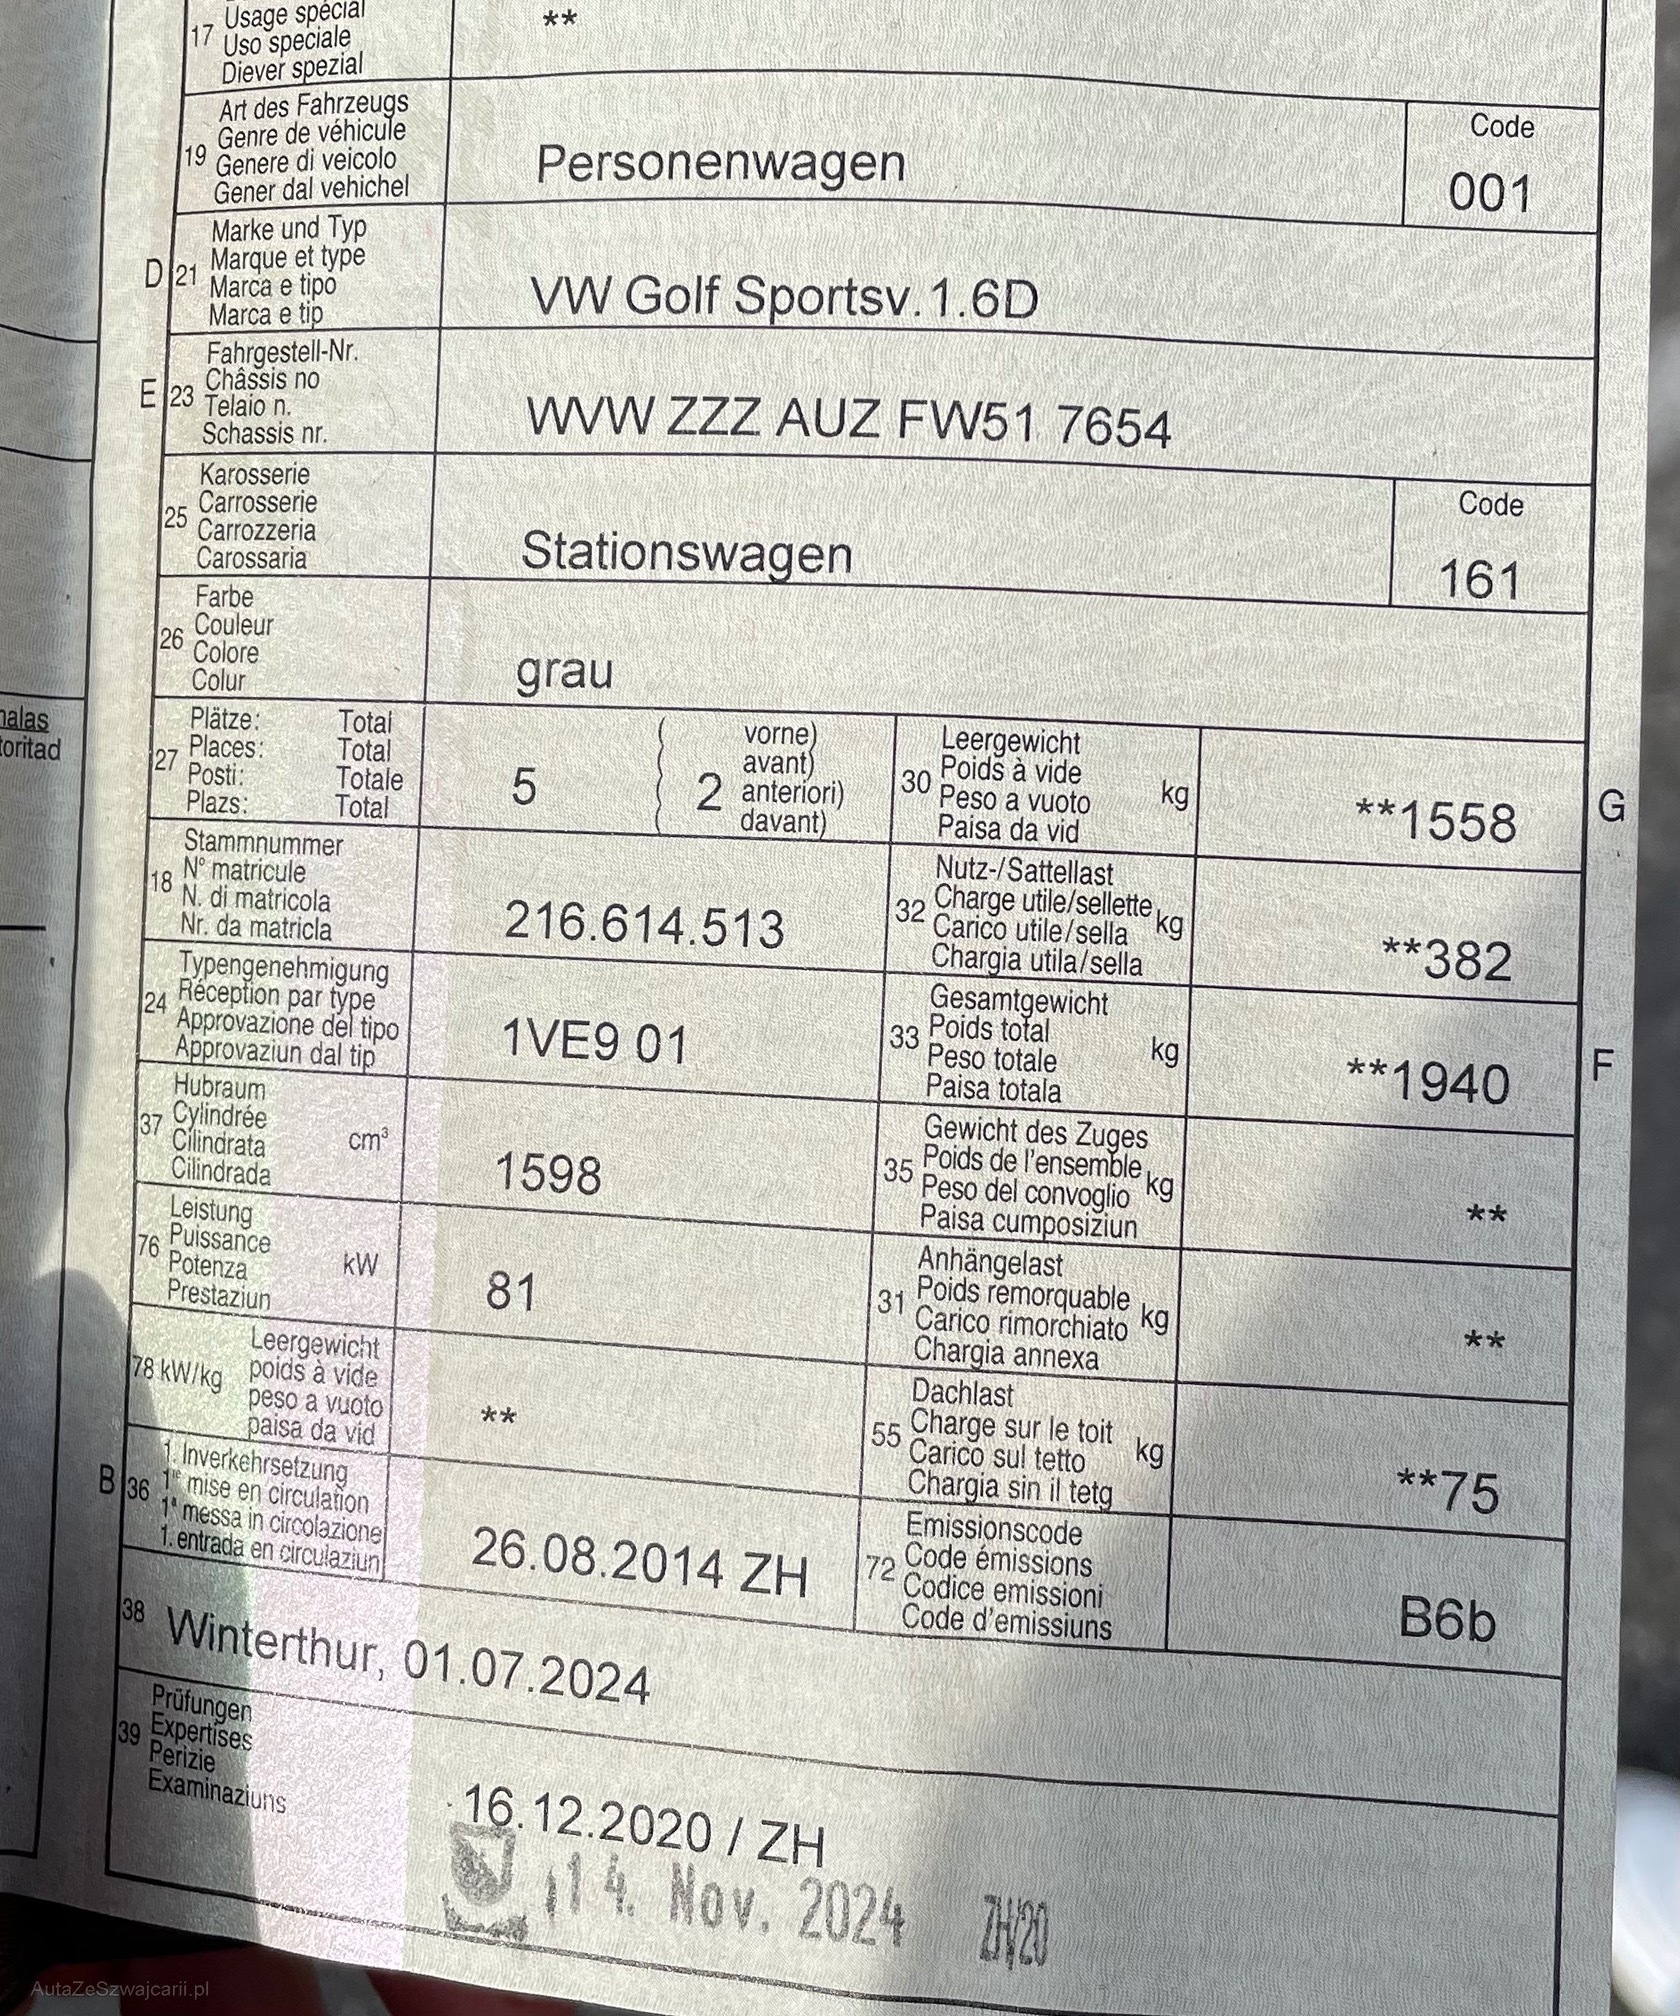 17 Usage spécial
Uso speciale
Diever spezial
**
19 Art des Fahrzeugs
Genre de véhicule
Genere di veicolo
Gener dal vehichel
Personenwagen
Code
001
D 21 Marke und Typ
Marque et type
Marca e tipo
Marca e tip
VW Golf Sportsv. 1.6D
E 23 Fahrgestell-Nr.
Châssis no
Telaio n.
Schassis nr.
WVW ZZZ AUZ FW51 7654
25 Karosserie
Carrosserie
Carrozzeria
Carossaria
Stationswagen
Code
161
26 Farbe
Couleur
Colore
Colur
grau
27 Plätze: Total
Places: Total
Posti: Totale
Plazs: Total
5
2
vorne)
avant)
anteriori)
davant)
30 Leergewicht
Poids à vide
Peso a vuoto
Paisa da vid
kg
**1558
G
nalas
toritad
18 Stammnummer
N° matricule
N. di matricola
Nr. da matricla
216.614.513
32 Nutz-/Sattellast
Charge utile/sellette
Carico utile/sella
Chargia utila/sella
kg
**382
24 Typengenehmigung
Réception par type
Approvazione del tipo
Approvaziun dal tip
1VE9 01
33 Gesamtgewicht
Poids total
Peso totale
Paisa totala
kg
**1940
F
37 Hubraum
Cylindrée
Cilindrata
Cilindrada
cm³
1598
35 Gewicht des Zuges
Poids de l'ensemble
Peso del convoglio
Paisa cumposiziun
kg
**
76 Leistung
Puissance
Potenza
Prestaziun
kW
81
31 Anhängelast
Poids remorquable
Carico rimorchiato
Chargia annexa
kg
**
78 kW/kg
Leergewicht
poids à vide
peso a vuoto
paisa da vid
**
55 Dachlast
Charge sur le toit
Carico sul tetto
Chargia sin il tetg
kg
**75
B 36 1. Inverkehrsetzung
1re mise en circulation
1a messa in circolazione
1. entrada en circulaziun
26.08.2014 ZH
72 Emissionscode
Code émissions
Codice emissioni
Code d'emissiuns
B6b
38 Winterthur, 01.07.2024
39 Prüfungen
Expertises
Perizie
Examinaziuns
16.12.2020 / ZH
14. Nov. 2024 ZH/20
AutaZeSzwajcarii.pl